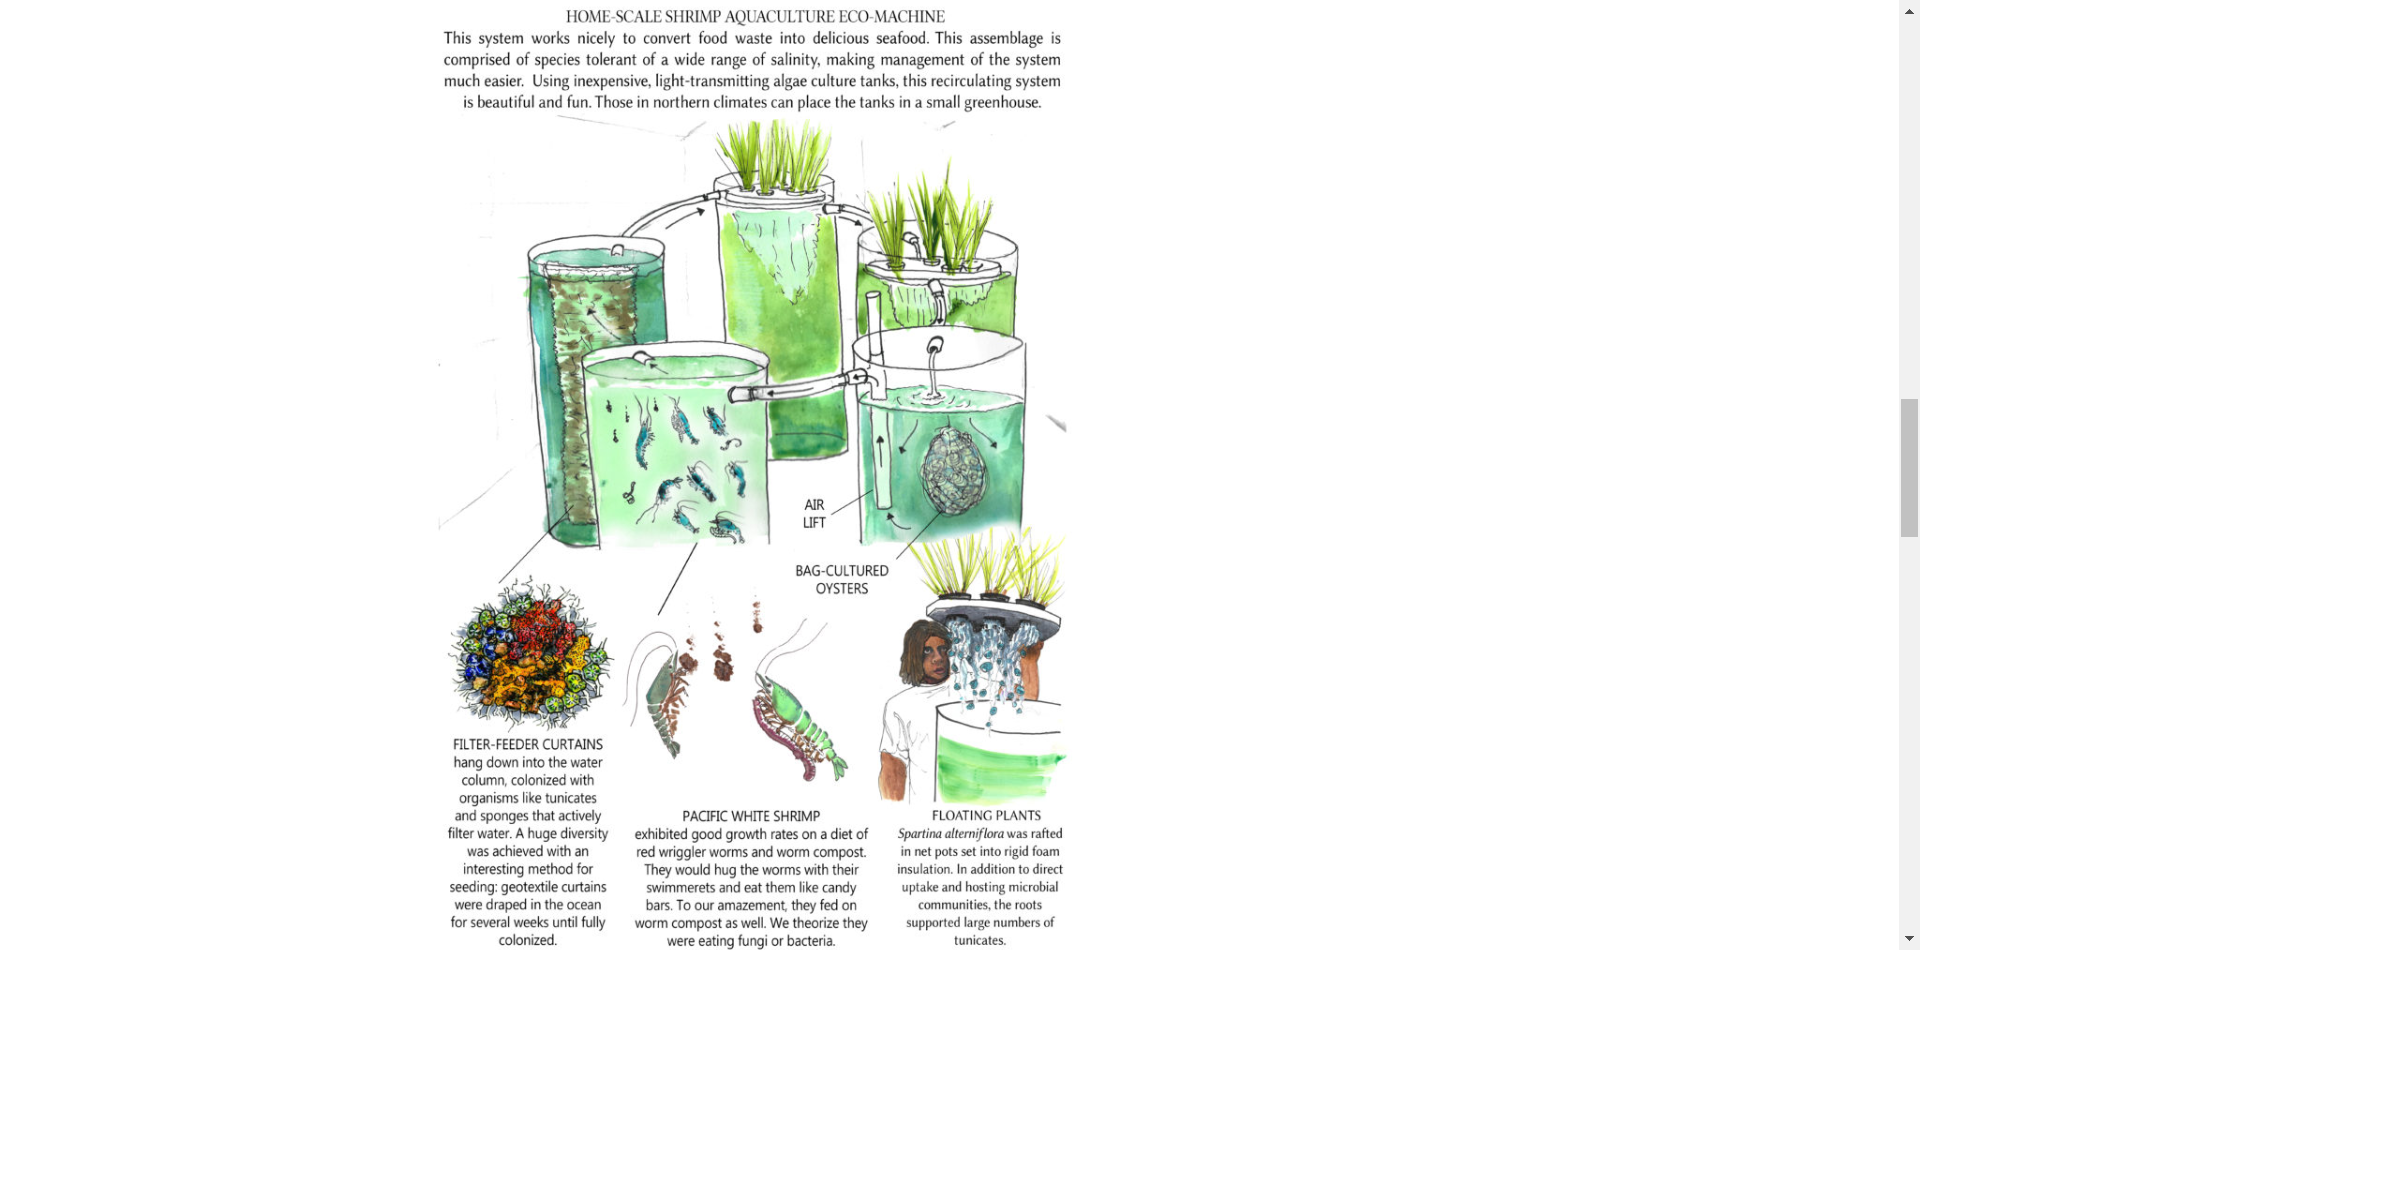 HOME-SCALE SHRIMP AQUACULTURE ECO-MACHINE
This system works nicely to convert food waste into delicious seafood. This assemblage is
comprised of species tolerant of a wide range of salinity, making management of the system
much easier. Using inexpensive, light-transmitting algae culture tanks, this recirculating system
is beautiful and fun. Those in northern climates can place the tanks in a small greenhouse.
AIR
LIFT
BAG-CULTURED
OYSTERS
FILTER-FEEDER CURTAINS
hang down into the water
column, colonized with
organisms like tunicates
and sponges that actively
filter water. A huge diversity
was achieved with an
interesting method for
seeding: geotextile curtains
were draped in the ocean
for several weeks until fully
colonized.
PACIFIC WHITE SHRIMP
exhibited good growth rates on a diet of
red wriggler worms and worm compost.
They would hug the worms with their
swimmerets and eat them like candy
bars. To our amazement, they fed on
worm compost as well. We theorize they
were eating fungi or bacteria.
FLOATING PLANTS
Spartina alterniflora was rafted
in net pots set into rigid foam
insulation. In addition to direct
uptake and hosting microbial
communities, the roots
supported large numbers of
tunicates.